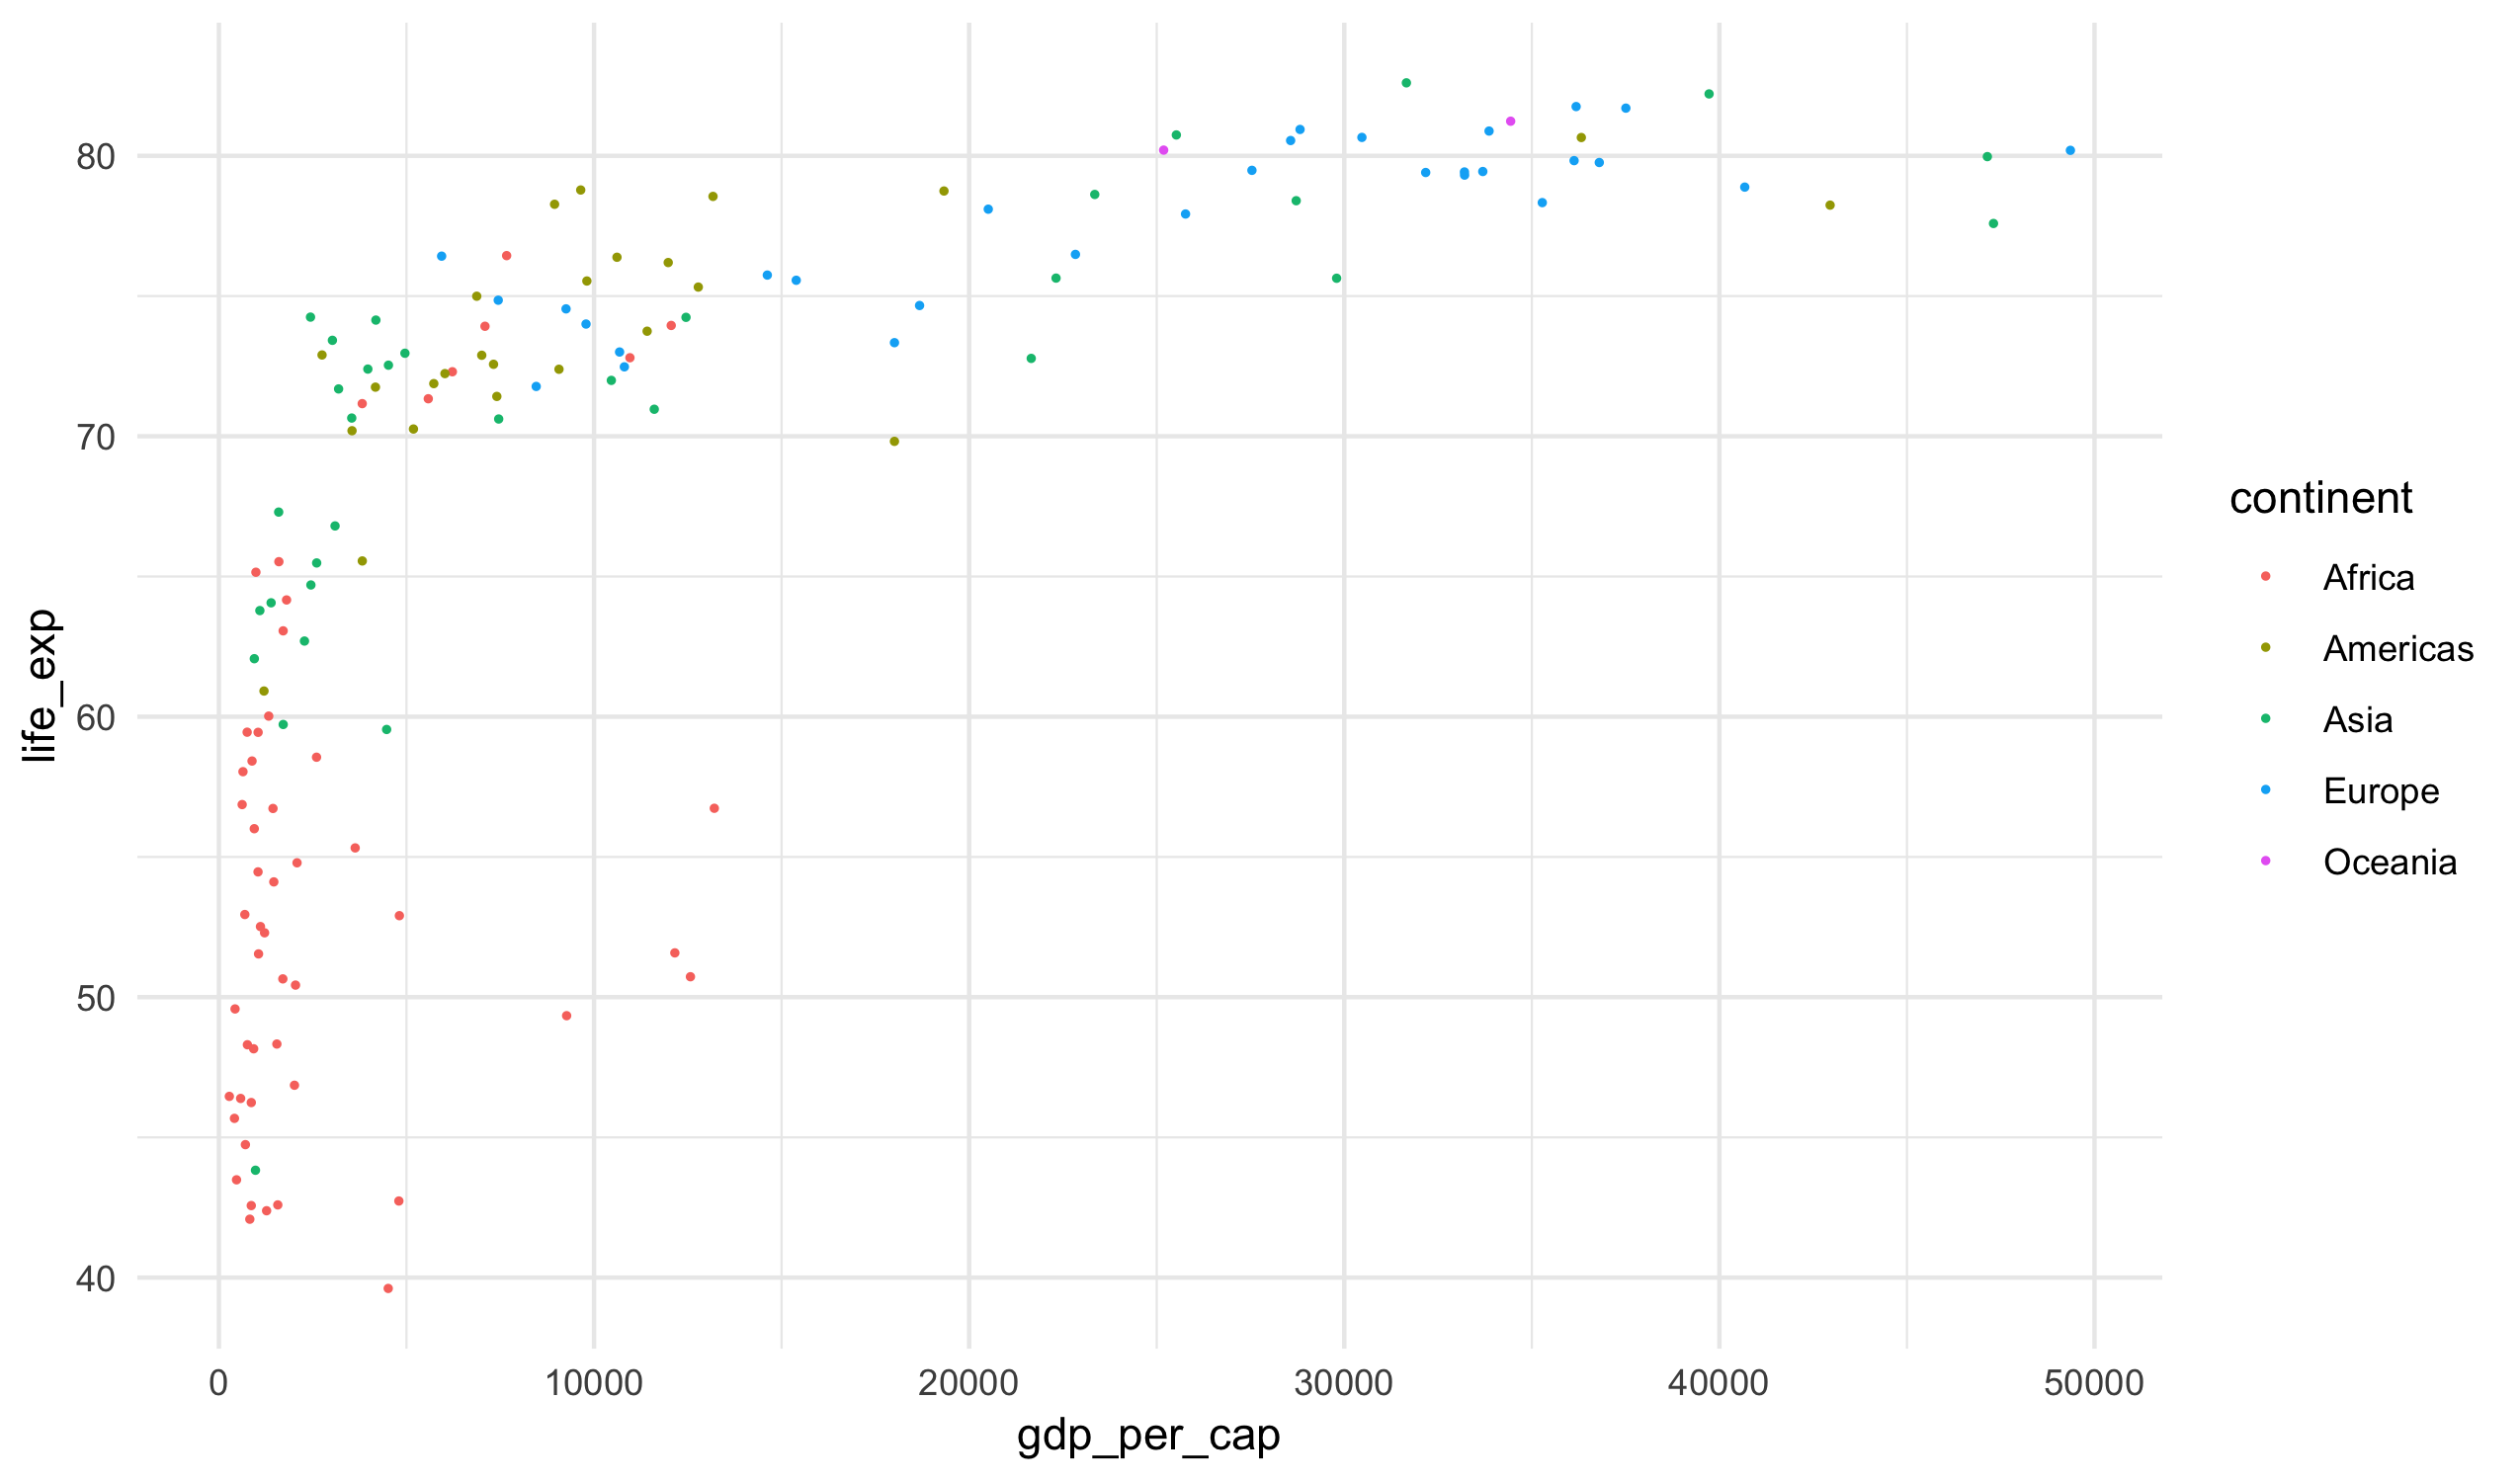 80
70
60
50
40
life_exp
0 10000 20000 30000 40000 50000
gdp_per_cap
continent
Africa
Americas
Asia
Europe
Oceania